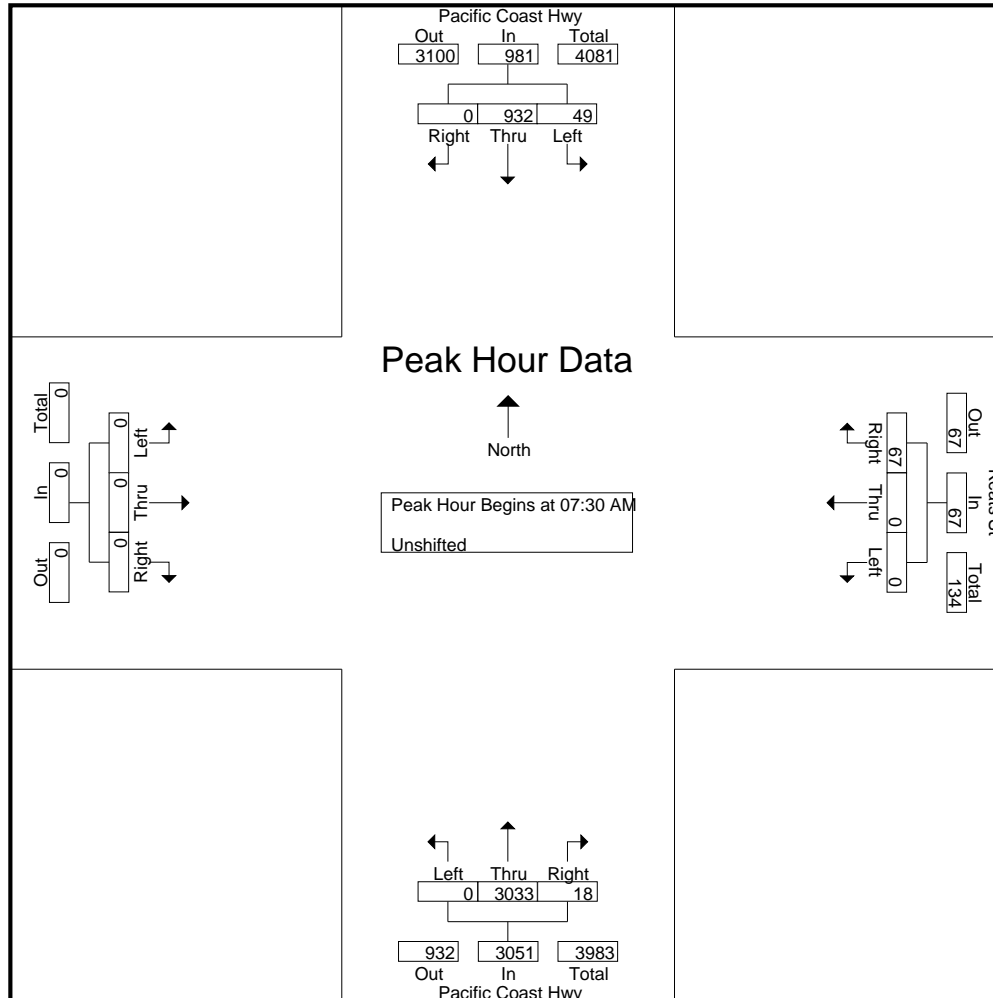 Pacific Coast Hwy
Out In Total
3100 981 4081
0 932 49
Right Thru Left
Peak Hour Data
North
Peak Hour Begins at 07:30 AM
Unshifted
Total In Out
0 0 0
0 0 0
Left Thru Right
Right Thru Left
67 0 0
Out In Total
67 67 134
Left Thru Right
0 3033 18
932 3051 3983
Out In Total
Pacific Coast Hwy